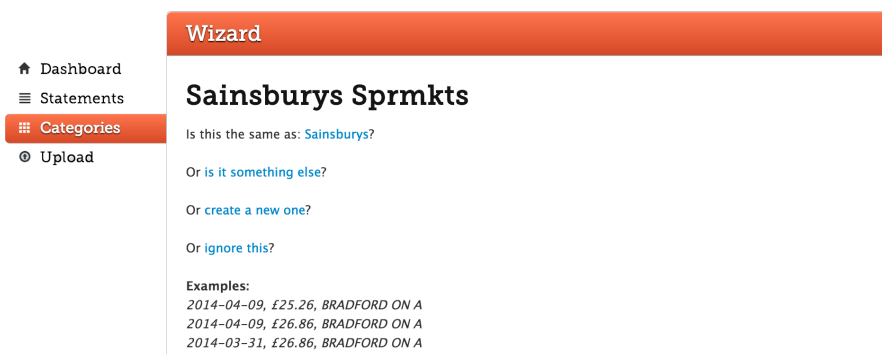 Wizard
Dashboard
Statements
Categories
Upload
Sainsburys Sprmkts
Is this the same as: Sainsburys?
Or is it something else?
Or create a new one?
Or ignore this?
Examples:
2014-04-09, £25.26, BRADFORD ON A
2014-04-09, £26.86, BRADFORD ON A
2014-03-31, £26.86, BRADFORD ON A